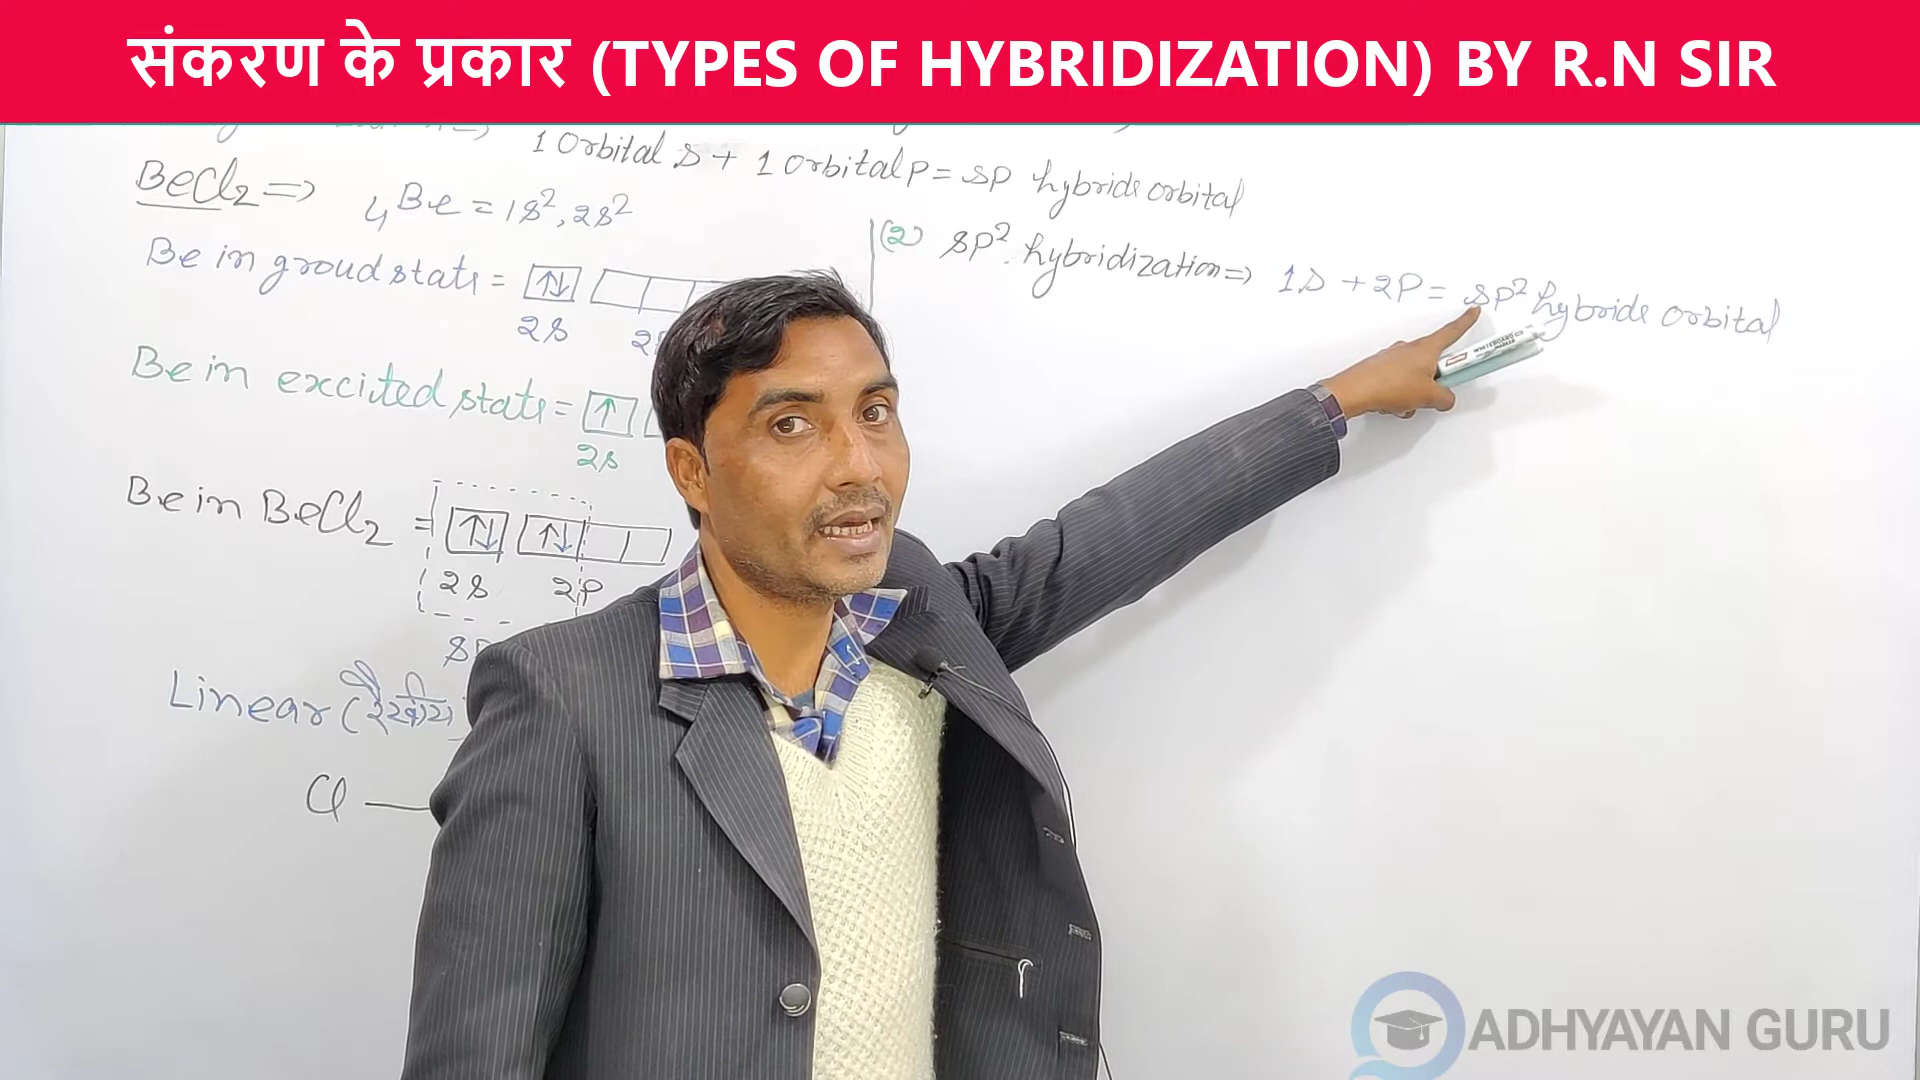 संकरण के प्रकार (TYPES OF HYBRIDIZATION) BY R.N SIR
1 Orbital s + 1 Orbital p = sp hybride orbital
BeCl2 => 4Be = 1s², 2s²
Be in groud state =
2s
(2) sp² hybridization => 1s + 2p = sp² hybride orbital
Be in excited state =
2s
Be in BeCl2 =
2s 2p
Linear
Cl —
WHITEBOARD MARKER
ADHYAYAN GURU